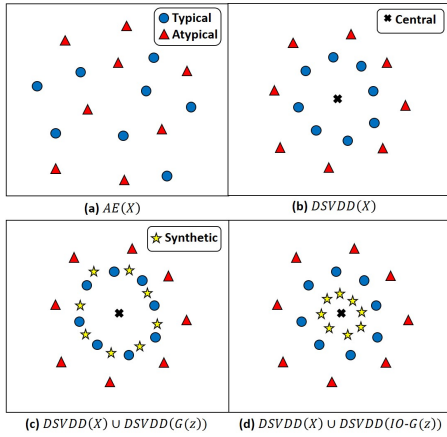 Typical
Atypical
Central
(a) AE(X)
(b) DSVDD(X)
Synthetic
(c) DSVDD(X) ∪ DSVDD(G(z))
(d) DSVDD(X) ∪ DSVDD(IO-G(z))